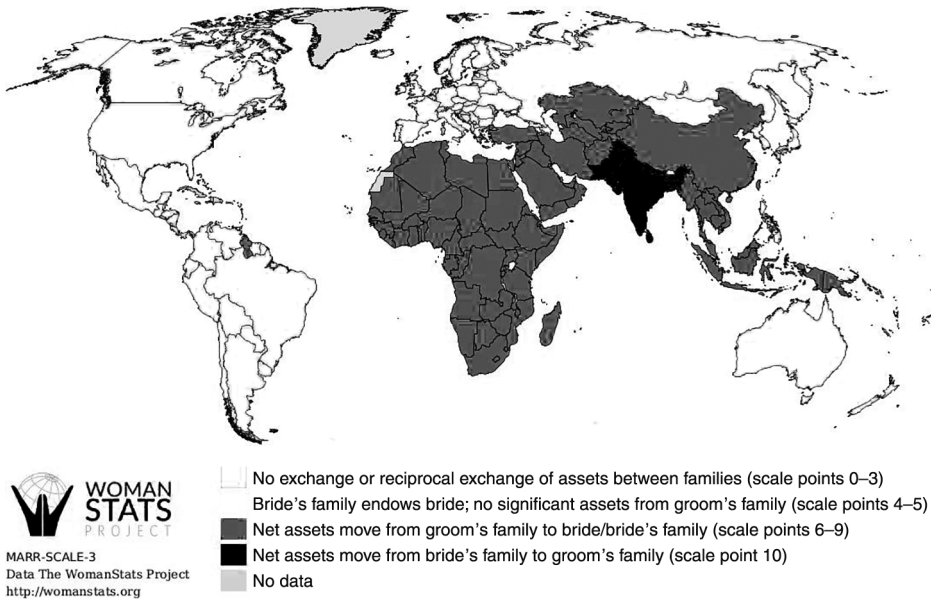 No exchange or reciprocal exchange of assets between families (scale points 0–3)
Bride’s family endows bride; no significant assets from groom’s family (scale points 4–5)
Net assets move from groom’s family to bride/bride’s family (scale points 6–9)
Net assets move from bride’s family to groom’s family (scale point 10)
No data
WOMAN
STATS
PROJECT
MARR-SCALE-3
Data The WomanStats Project
http://womanstats.org